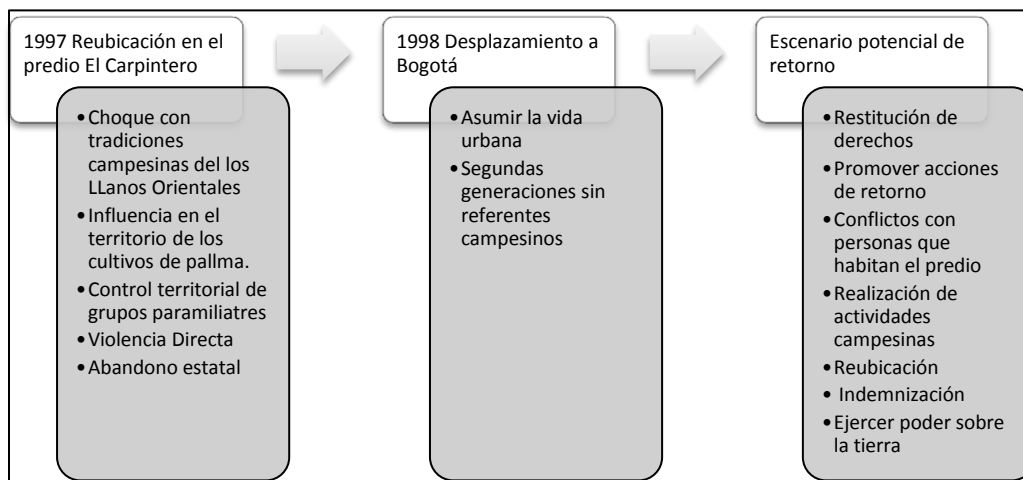 1997 Reubicación en el
predio El Carpintero
•Choque con
tradiciones
campesinas del los
LLanos Orientales
•Influencia en el
territorio de los
cultivos de pallma.
•Control territorial de
grupos paramiliatres
•Violencia Directa
•Abandono estatal
1998 Desplazamiento a
Bogotá
•Asumir la vida
urbana
•Segundas
generaciones sin
referentes
campesinos
Escenario potencial de
retorno
•Restitución de
derechos
•Promover acciones
de retorno
•Conflictos con
personas que
habitan el predio
•Realización de
actividades
campesinas
•Reubicación
• Indemnización
•Ejercer poder sobre
la tierra